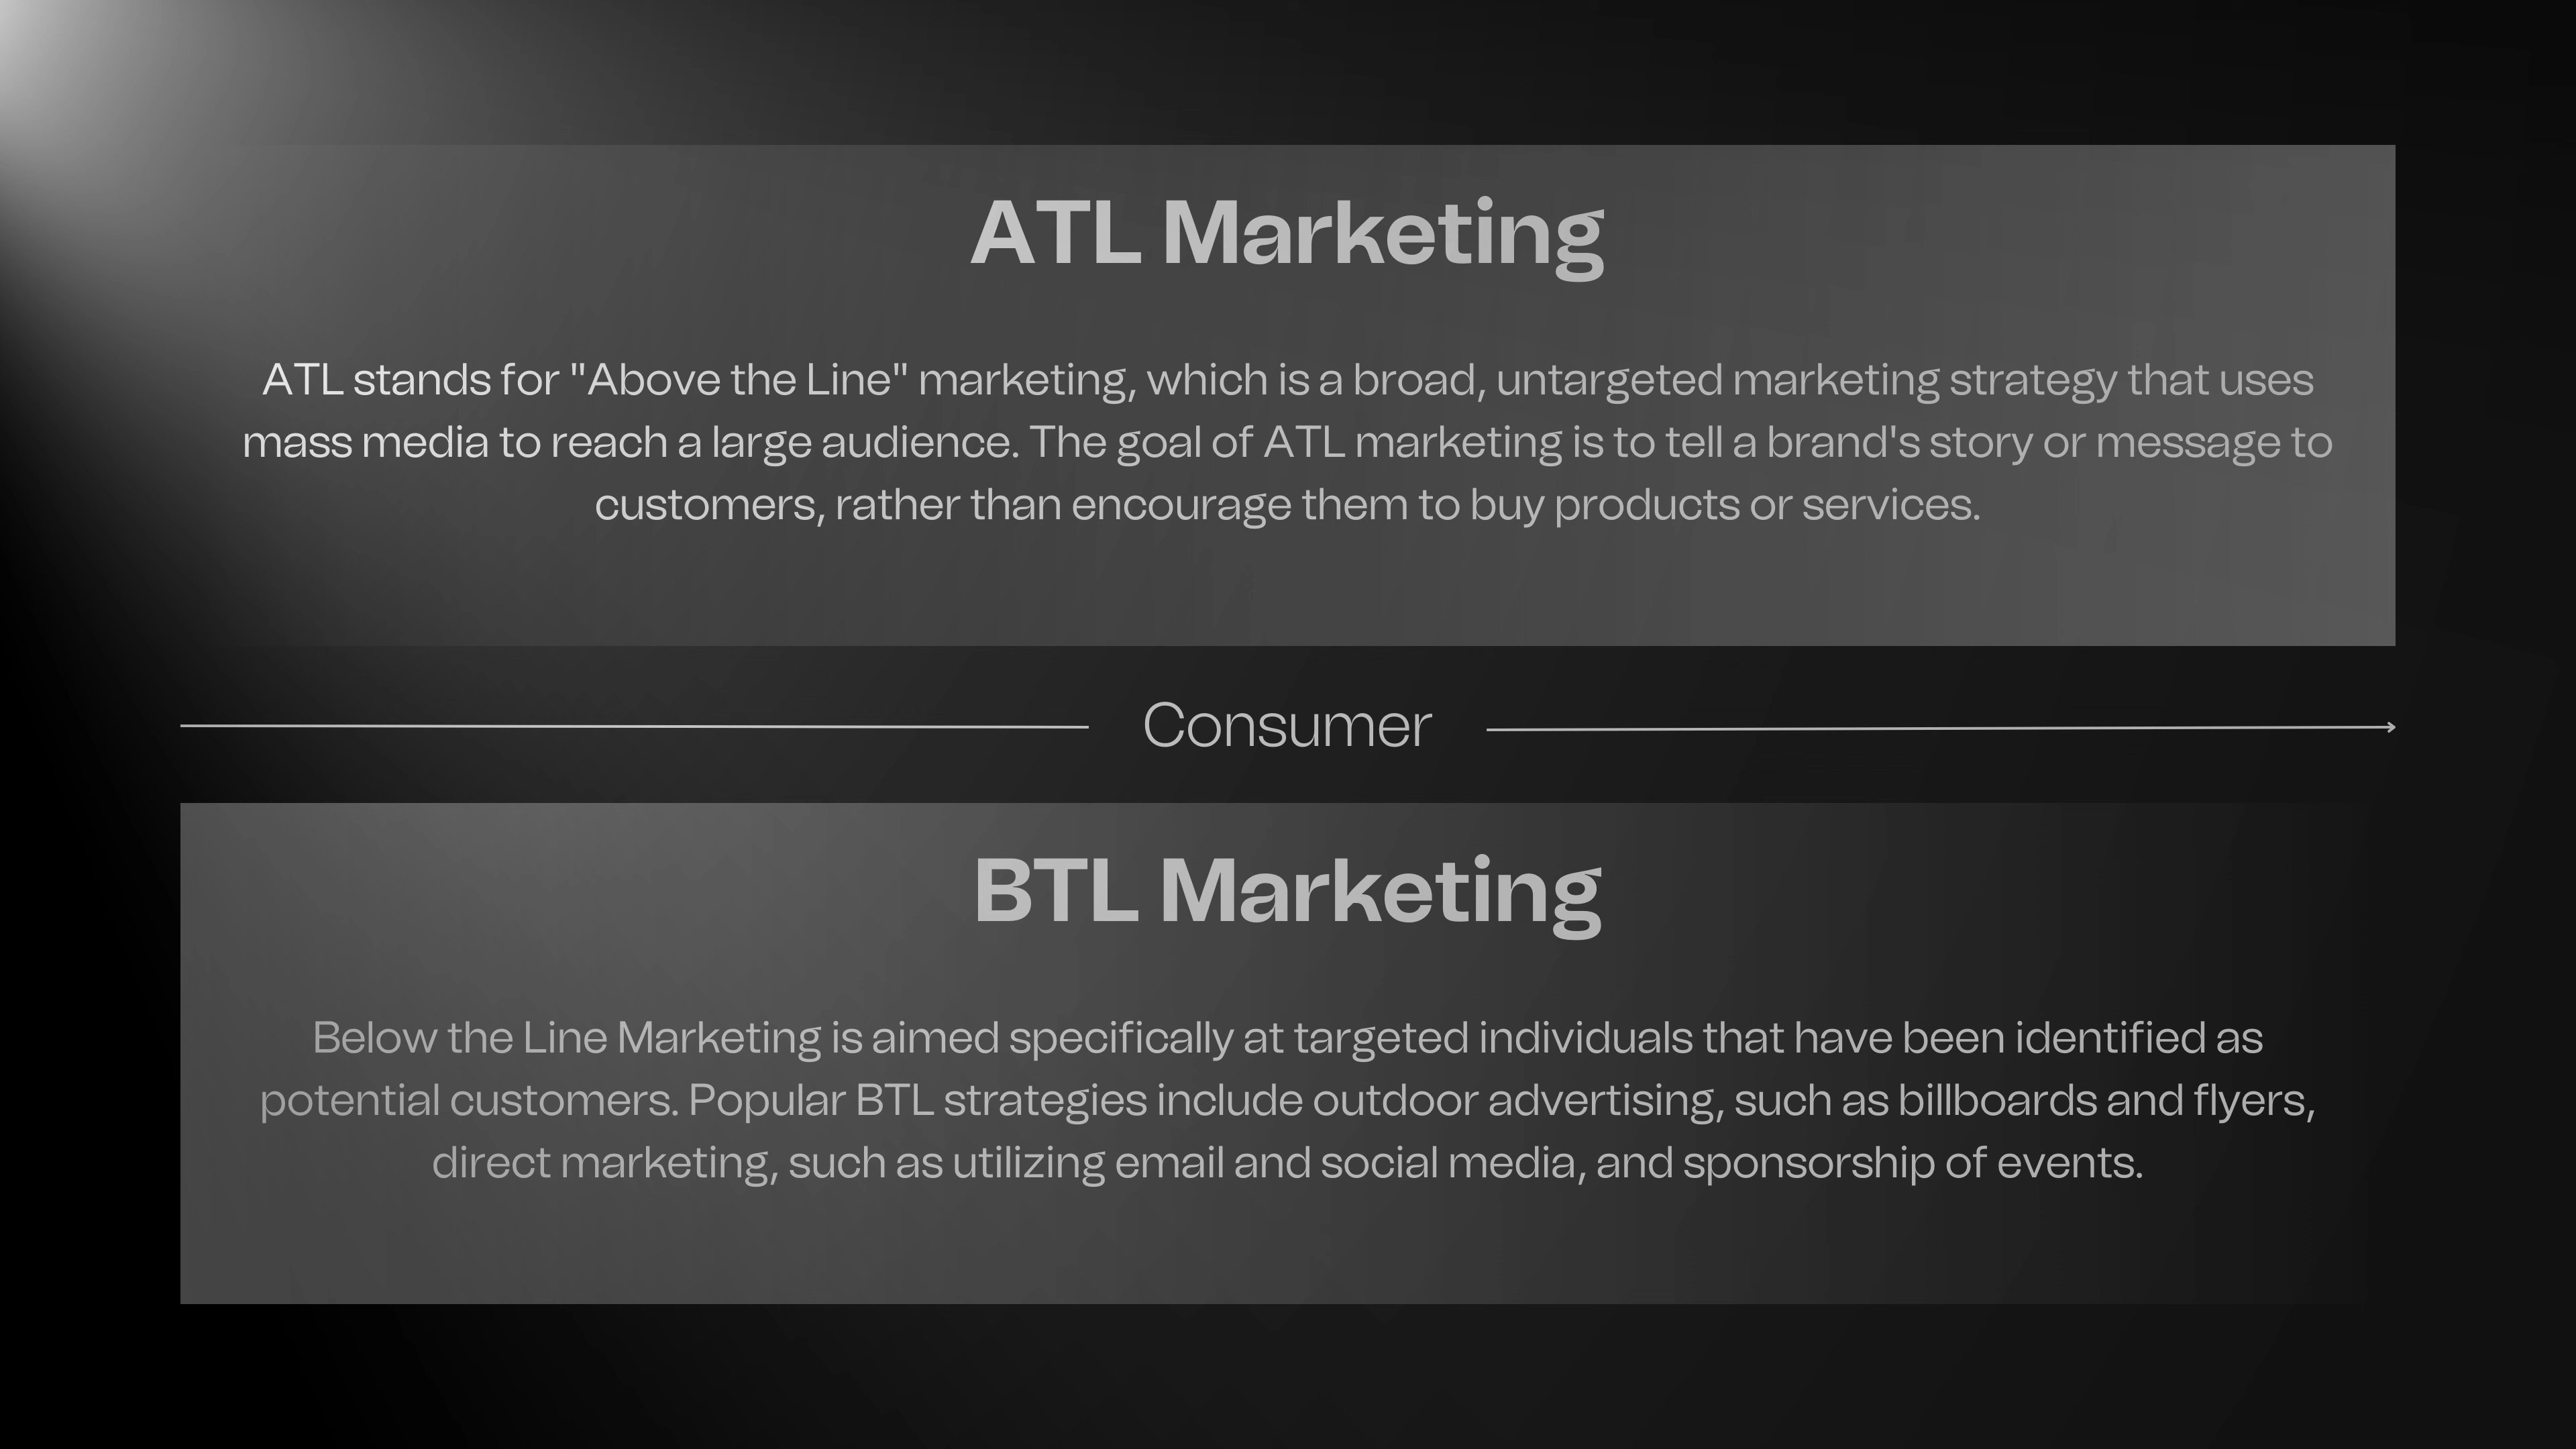 ATL Marketing
ATL stands for "Above the Line" marketing, which is a broad, untargeted marketing strategy that uses
mass media to reach a large audience. The goal of ATL marketing is to tell a brand's story or message to
customers, rather than encourage them to buy products or services.
Consumer
BTL Marketing
Below the Line Marketing is aimed specifically at targeted individuals that have been identified as
potential customers. Popular BTL strategies include outdoor advertising, such as billboards and flyers,
direct marketing, such as utilizing email and social media, and sponsorship of events.